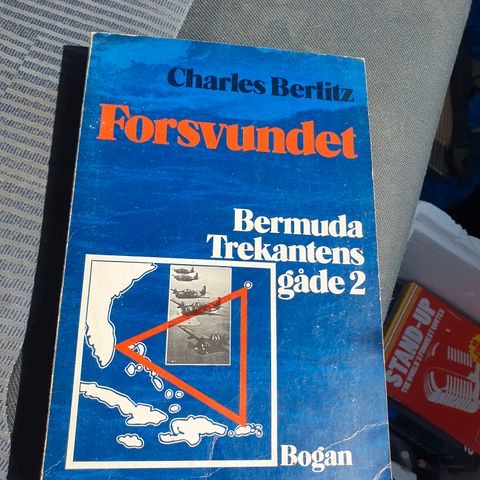 Charles Berlitz
Forsvundet
Bermuda
Trekantens
gåde 2
Bogan
STAND-UP